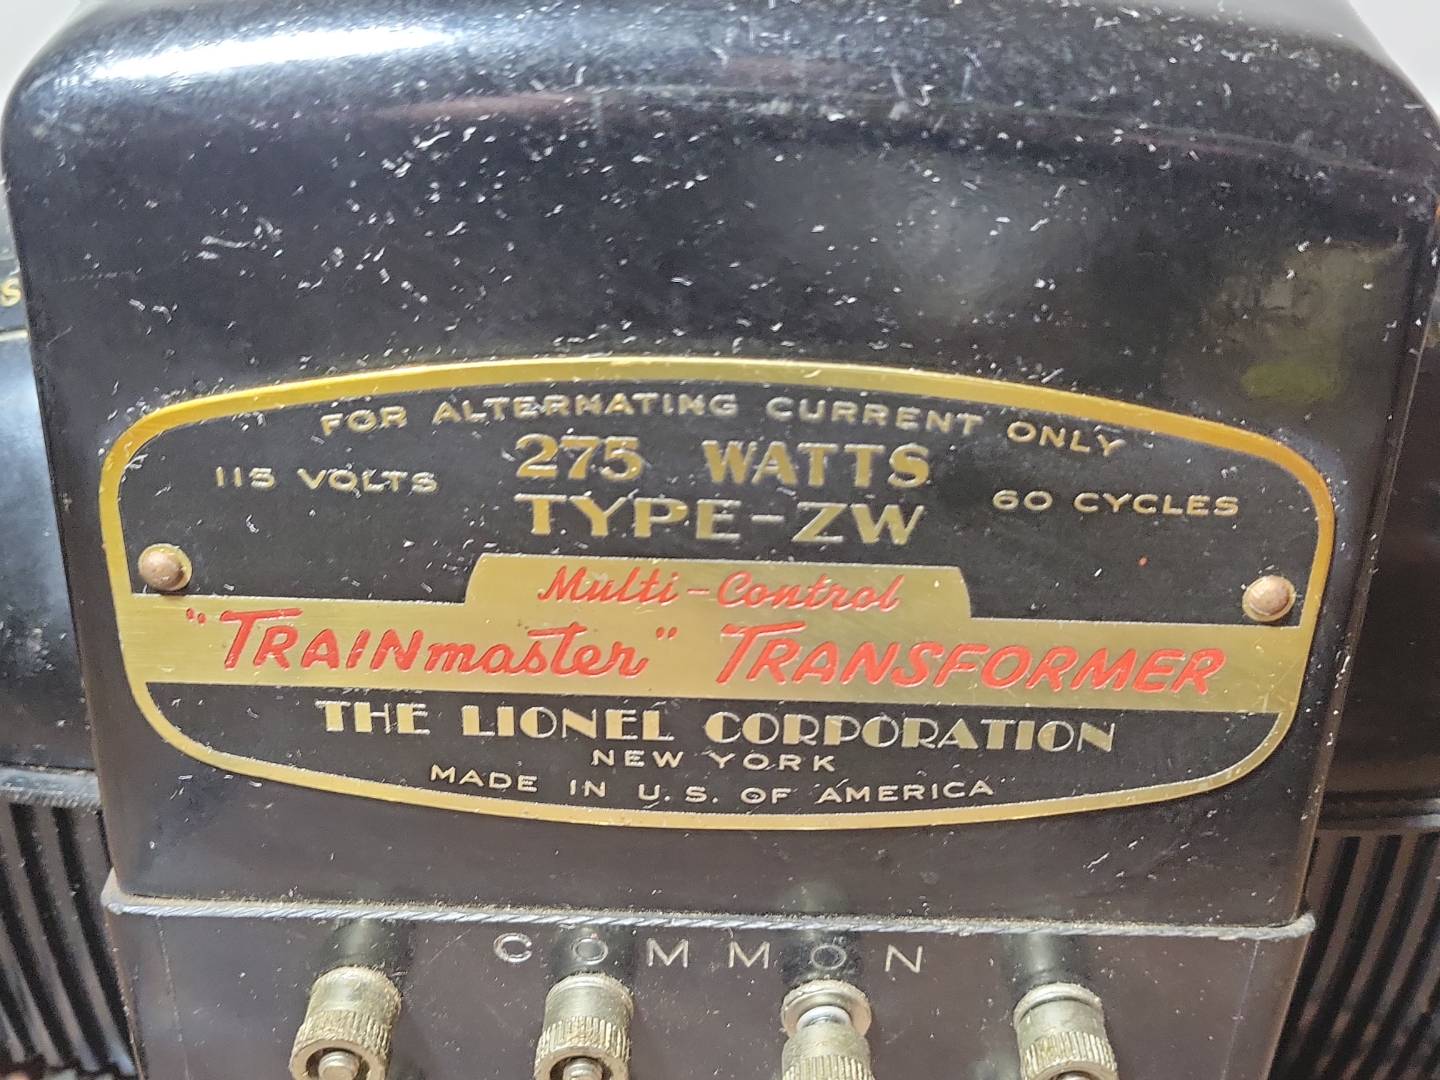 FOR ALTERNATING CURRENT ONLY
275 WATTS
115 VOLTS
60 CYCLES
TYPE-ZW
Multi-Control
"TRAINmaster" TRANSFORMER
THE LIONEL CORPORATION
NEW YORK
MADE IN U.S. OF AMERICA
COMMON